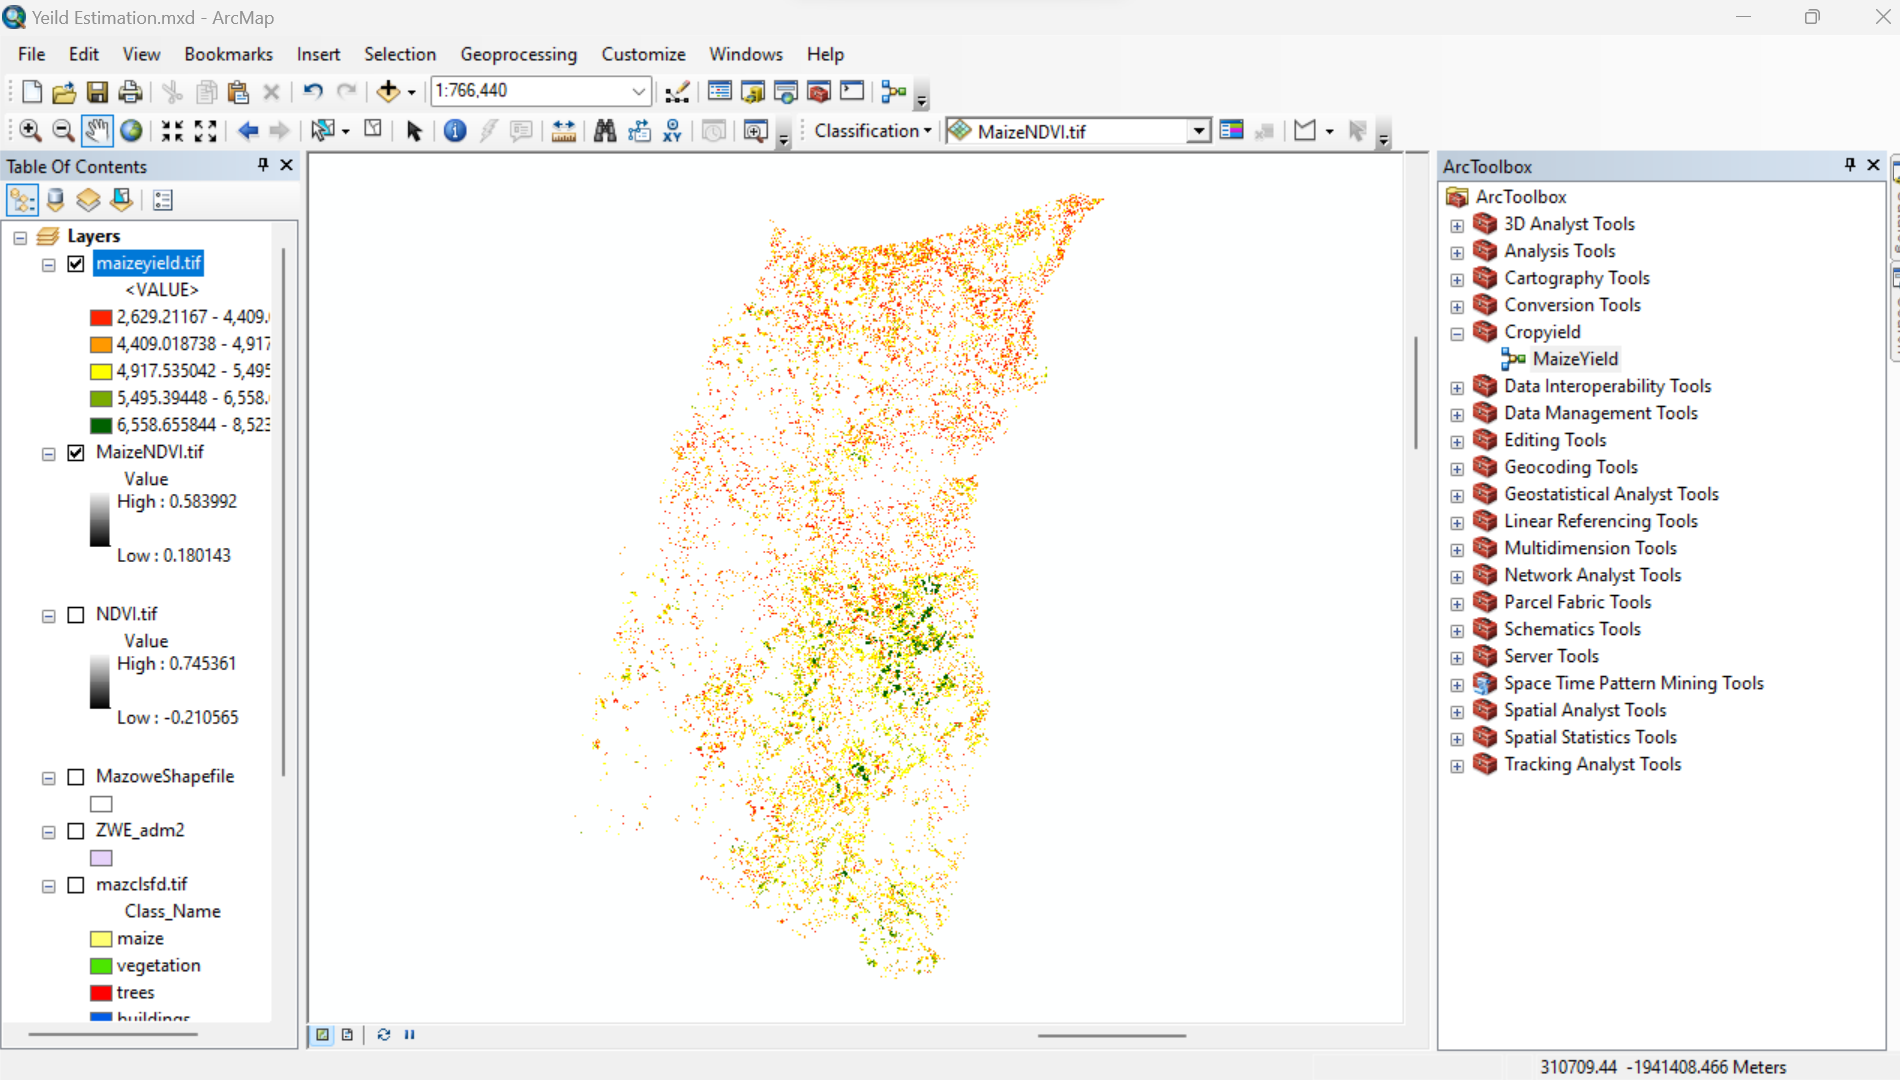 Yeild Estimation.mxd - ArcMap
File Edit View Bookmarks Insert Selection Geoprocessing Customize Windows Help
1:766,440
Classification MaizeNDVI.tif
Table Of Contents
Layers
maizeyield.tif
<VALUE>
2,629.21167 - 4,409.
4,409.018738 - 4,917
4,917.535042 - 5,495
5,495.39448 - 6,558.
6,558.655844 - 8,523
MaizeNDVI.tif
Value
High : 0.583992
Low : 0.180143
NDVI.tif
Value
High : 0.745361
Low : -0.210565
MazoweShapefile
ZWE_adm2
mazclsfd.tif
Class_Name
maize
vegetation
trees
buildings
ArcToolbox
ArcToolbox
3D Analyst Tools
Analysis Tools
Cartography Tools
Conversion Tools
Cropyield
MaizeYield
Data Interoperability Tools
Data Management Tools
Editing Tools
Geocoding Tools
Geostatistical Analyst Tools
Linear Referencing Tools
Multidimension Tools
Network Analyst Tools
Parcel Fabric Tools
Schematics Tools
Server Tools
Space Time Pattern Mining Tools
Spatial Analyst Tools
Spatial Statistics Tools
Tracking Analyst Tools
310709.44 -1941408.466 Meters